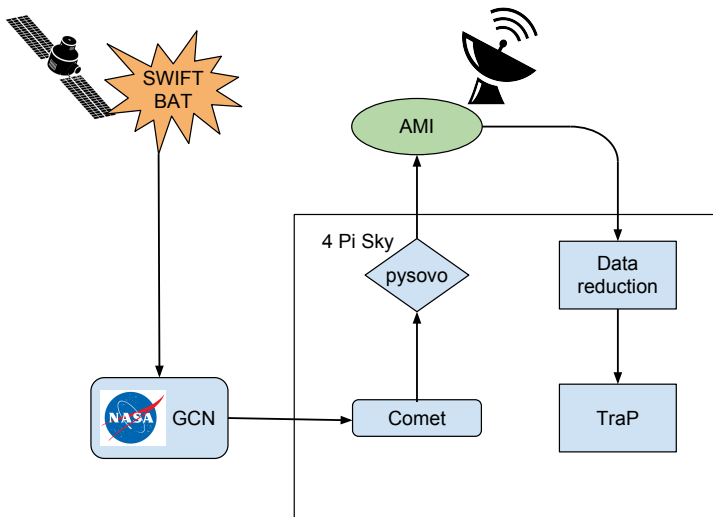 SWIFT
BAT
AMI
4 Pi Sky
pysovo
Data
reduction
NASA
GCN
Comet
TraP